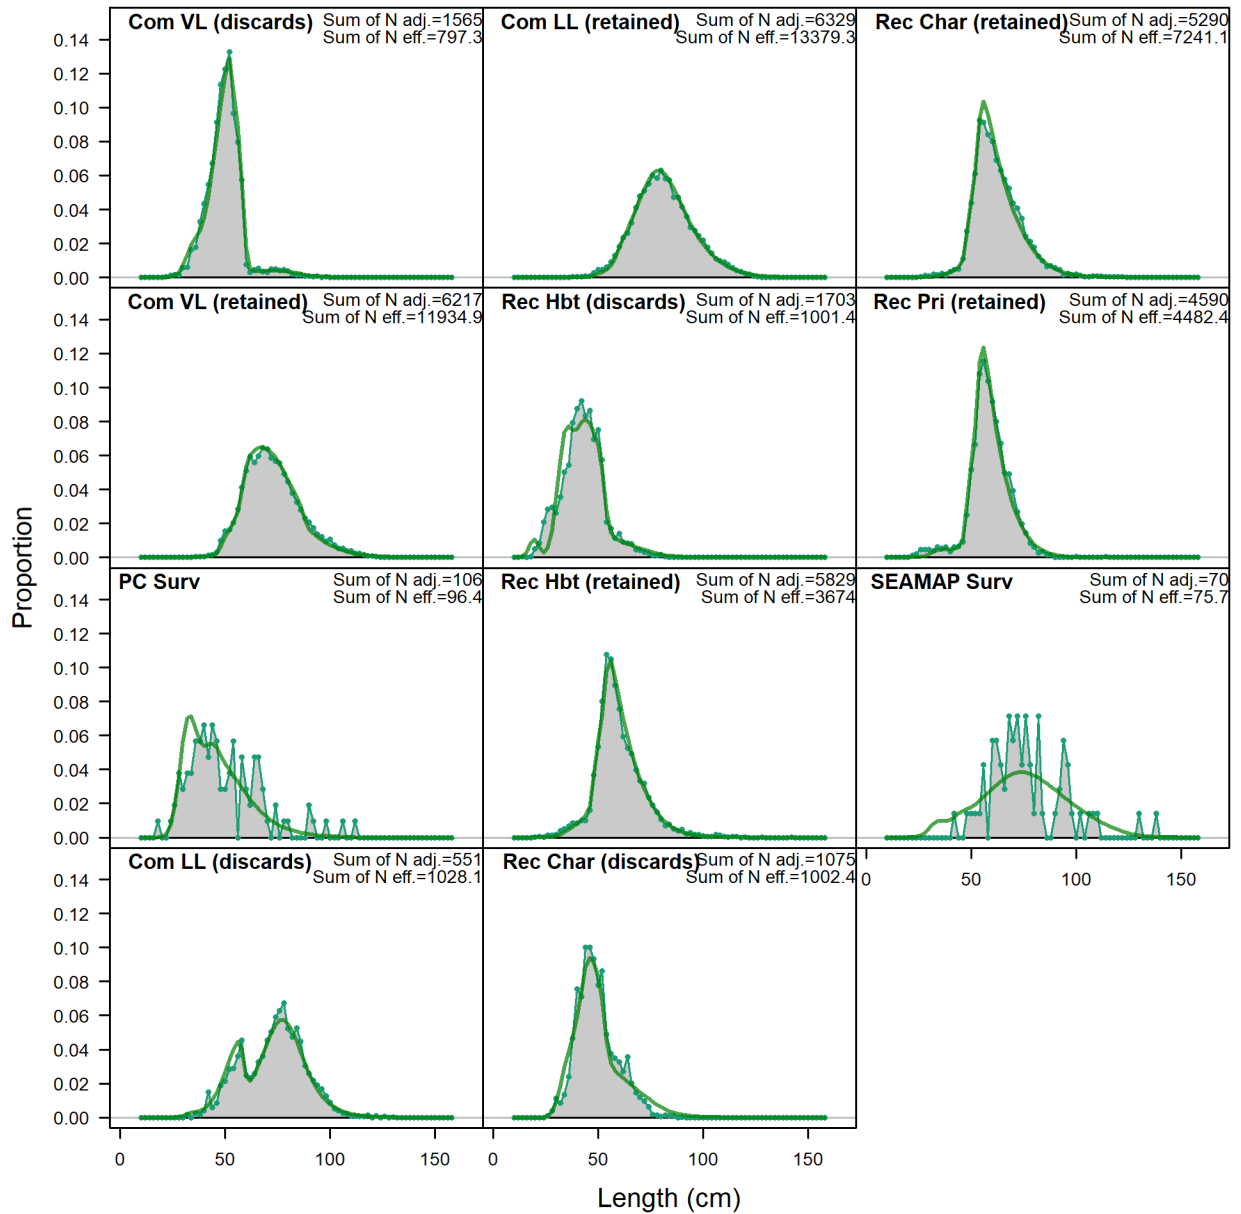 Com VL (discards)
Sum of N adj.=1565
Sum of N eff.=797.3
Com LL (retained)
Sum of N adj.=6329
Sum of N eff.=13379.3
Rec Char (retained)
Sum of N adj.=5290
Sum of N eff.=7241.1
0.14
0.12
0.10
0.08
0.06
0.04
0.02
0.00
Com VL (retained)
Sum of N adj.=6217
Sum of N eff.=11934.9
Rec Hbt (discards)
Sum of N adj.=1703
Sum of N eff.=1001.4
Rec Pri (retained)
Sum of N adj.=4590
Sum of N eff.=4482.4
0.14
0.12
0.10
0.08
0.06
0.04
0.02
0.00
PC Surv
Sum of N adj.=106
Sum of N eff.=96.4
Rec Hbt (retained)
Sum of N adj.=5829
Sum of N eff.=3674
SEAMAP Surv
Sum of N adj.=70
Sum of N eff.=75.7
0.14
0.12
0.10
0.08
0.06
0.04
0.02
0.00
0 50 100 150
Com LL (discards)
Sum of N adj.=551
Sum of N eff.=1028.1
Rec Char (discards)
Sum of N adj.=1075
Sum of N eff.=1002.4
0.14
0.12
0.10
0.08
0.06
0.04
0.02
0.00
0 50 100 150
0 50 100 150
Proportion
Length (cm)